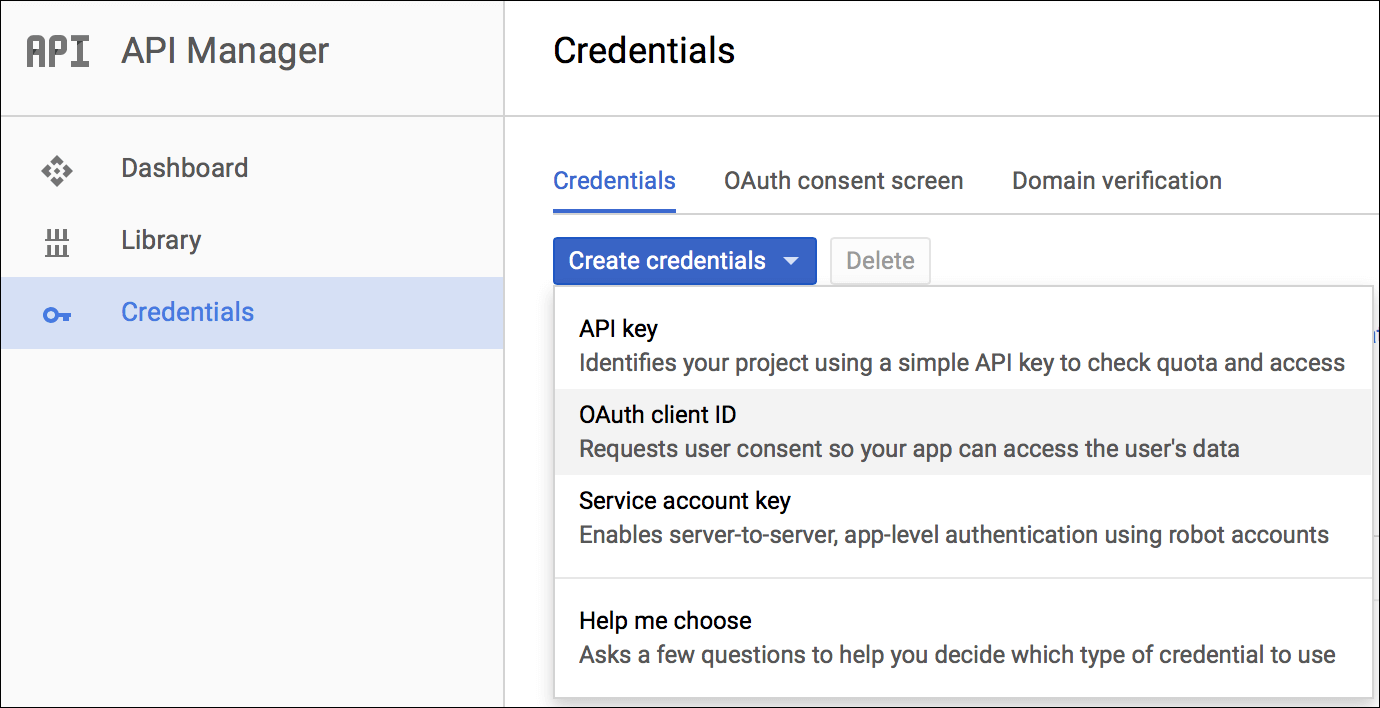 API API Manager
Credentials
Dashboard
Library
Credentials
Credentials OAuth consent screen Domain verification
Create credentials Delete
API key
Identifies your project using a simple API key to check quota and access
OAuth client ID
Requests user consent so your app can access the user's data
Service account key
Enables server-to-server, app-level authentication using robot accounts
Help me choose
Asks a few questions to help you decide which type of credential to use